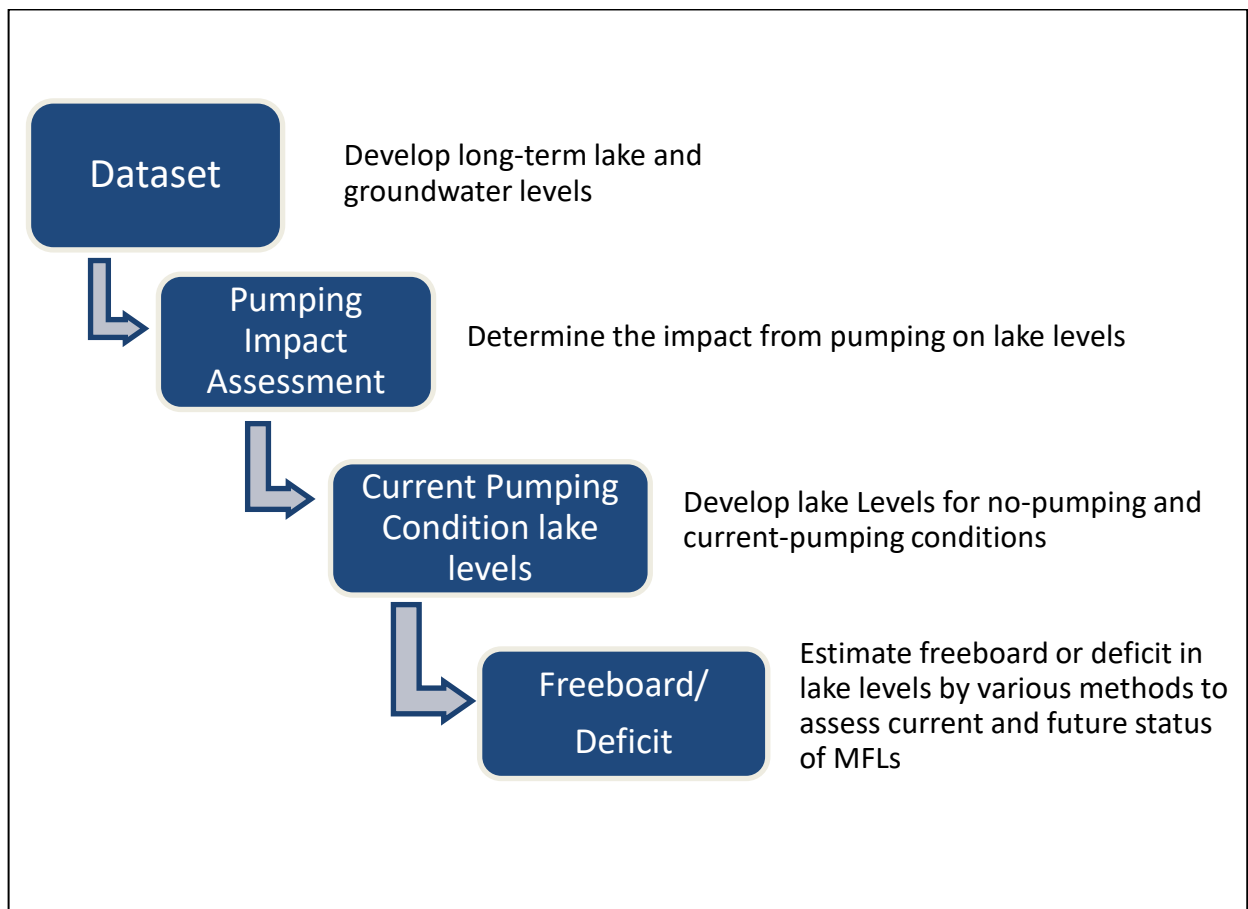 Dataset
Develop long-term lake and
groundwater levels
Pumping
Impact
Assessment
Determine the impact from pumping on lake levels
Current Pumping
Condition lake
levels
Develop lake Levels for no-pumping and
current-pumping conditions
Freeboard/
Deficit
Estimate freeboard or deficit in
lake levels by various methods to
assess current and future status
of MFLs